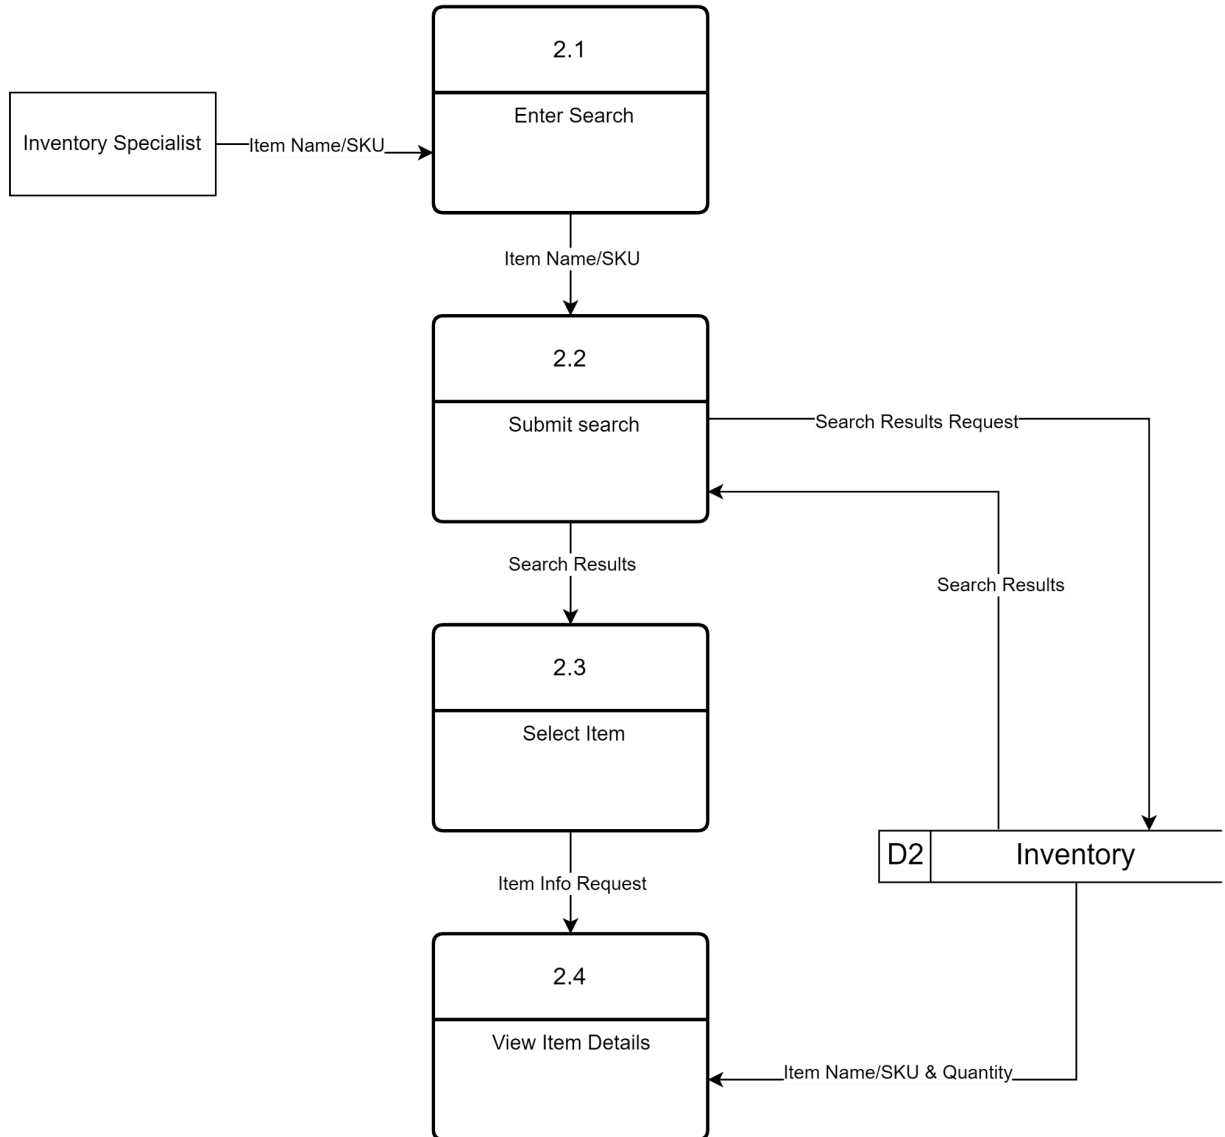 2.1
Enter Search
Inventory Specialist
Item Name/SKU
Item Name/SKU
2.2
Submit search
Search Results Request
Search Results
Search Results
2.3
Select Item
D2
Inventory
Item Info Request
2.4
View Item Details
Item Name/SKU & Quantity